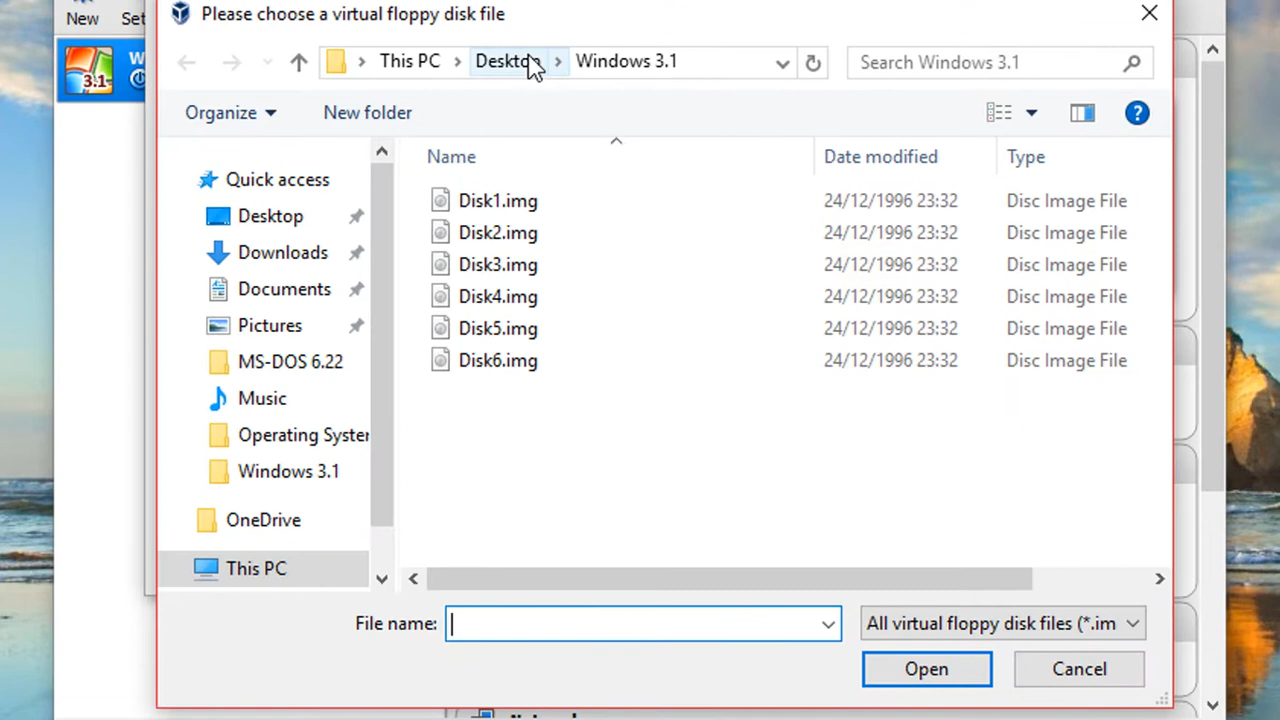 New Set
Please choose a virtual floppy disk file
W
3.1
This PC Desktop Windows 3.1 Search Windows 3.1
Organize New folder
Name Date modified Type
Quick access
Desktop
Downloads
Documents
Pictures
MS-DOS 6.22
Music
Operating Syster
Windows 3.1
OneDrive
This PC
Disk1.img 24/12/1996 23:32 Disc Image File
Disk2.img 24/12/1996 23:32 Disc Image File
Disk3.img 24/12/1996 23:32 Disc Image File
Disk4.img 24/12/1996 23:32 Disc Image File
Disk5.img 24/12/1996 23:32 Disc Image File
Disk6.img 24/12/1996 23:32 Disc Image File
File name: All virtual floppy disk files (*.im
Open Cancel